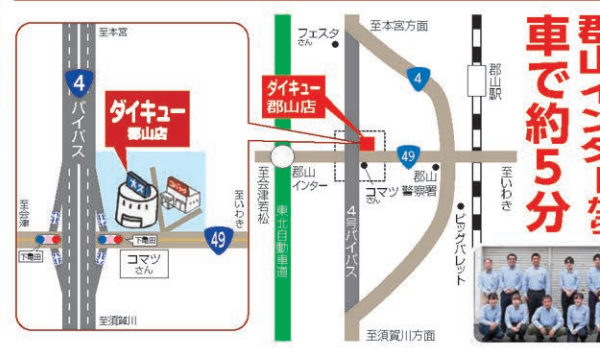 至本宮
4
バイパス
ダイキュー
郡山店
至会津
至いわき
下亀田
下亀田
49
コマツ
さん
至須賀川
至本宮方面
フェスタ
さん
4
ダイキュー
郡山店
郡山駅
49
郡山
インター
コマツ
さん
郡山
警察署
至会津若松
至いわき
東北自動車道
4号バイパス
ビッグパレット
至須賀川方面
郡山インターから
車で約5分